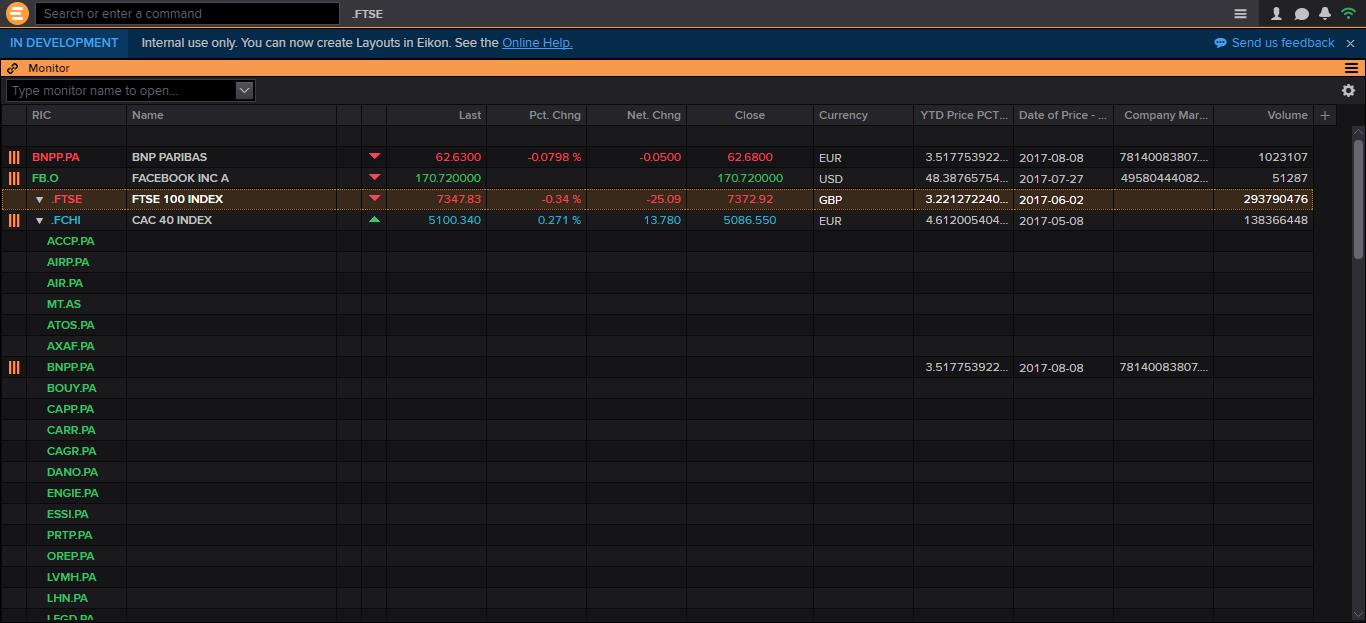 Search or enter a command .FTSE
IN DEVELOPMENT Internal use only. You can now create Layouts in Eikon. See the Online Help. Send us feedback
Monitor
Type monitor name to open...
RIC Name Last Pct. Chng Net. Chng Close Currency YTD Price PCT... Date of Price - ... Company Mar... Volume +
BNPP.PA BNP PARIBAS 62.6300 -0.0798 % -0.0500 62.6800 EUR 3.517753922... 2017-08-08 78140083807.... 1023107
FB.O FACEBOOK INC A 170.720000 170.720000 USD 48.38765754... 2017-07-27 49580444082... 51287
.FTSE FTSE 100 INDEX 7347.83 -0.34 % -25.09 7372.92 GBP 3.221272240... 2017-06-02 293790476
.FCHI CAC 40 INDEX 5100.340 0.271 % 13.780 5086.550 EUR 4.612005404... 2017-05-08 138366448
ACCP.PA
AIRP.PA
AIR.PA
MT.AS
ATOS.PA
AXAF.PA
BNPP.PA 3.517753922... 2017-08-08 78140083807....
BOUY.PA
CAPP.PA
CARR.PA
CAGR.PA
DANO.PA
ENGIE.PA
ESSI.PA
PRTP.PA
OREP.PA
LVMH.PA
LHN.PA
LEGD.PA